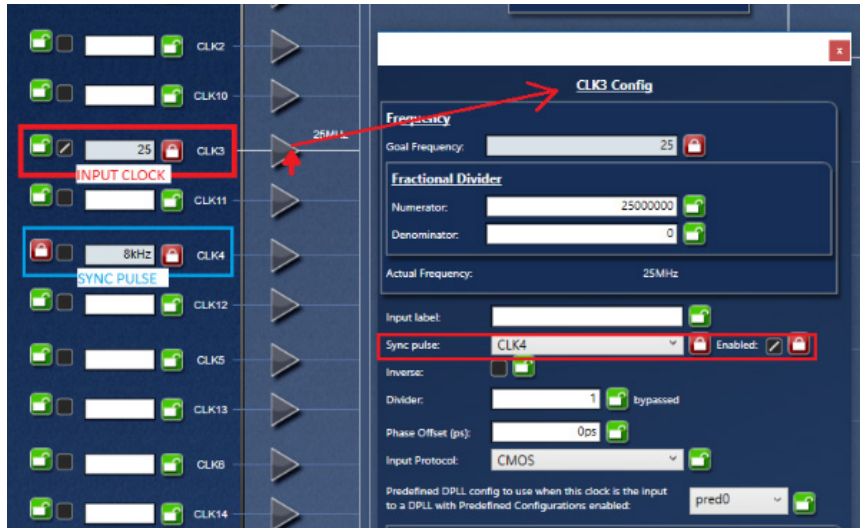 CLK2
CLK10
25 CLK3
INPUT CLOCK
CLK11
8kHz CLK4
SYNC PULSE
CLK12
CLK5
CLK13
CLK6
CLK14
25MHz
x
CLK3 Config
Frequency
Goal Frequency: 25
Fractional Divider
Numerator: 25000000
Denominator: 0
Actual Frequency: 25MHz
Input label:
Sync pulse: CLK4 Enabled:
Inverse:
Divider: 1 bypassed
Phase Offset (ps): 0ps
Input Protocol: CMOS
Predefined DPLL config to use when this clock is the input
to a DPLL with Predefined Configurations enabled: pred0